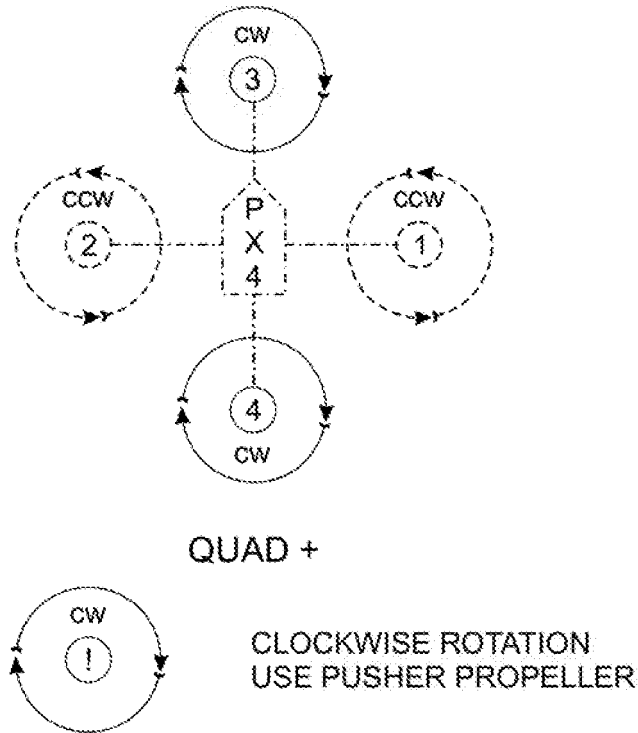 CW
3
CCW
2
P
X
4
CCW
1
4
CW
QUAD +
CW
!
CLOCKWISE ROTATION
USE PUSHER PROPELLER